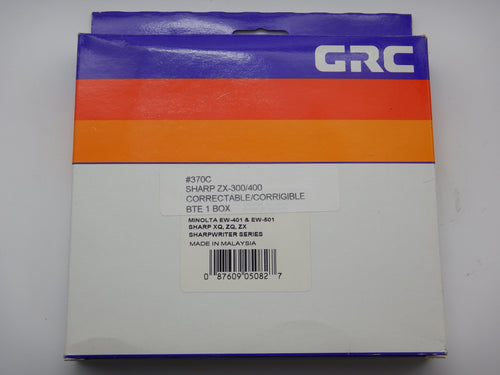 GRC
#370C
SHARP ZX-300/400
CORRECTABLE/CORRIGIBLE
BTE 1 BOX
MINOLTA EW-401 & EW-501
SHARP XQ, ZQ, ZX
SHARPWRITER SERIES
MADE IN MALAYSIA
0 87609 05082 7